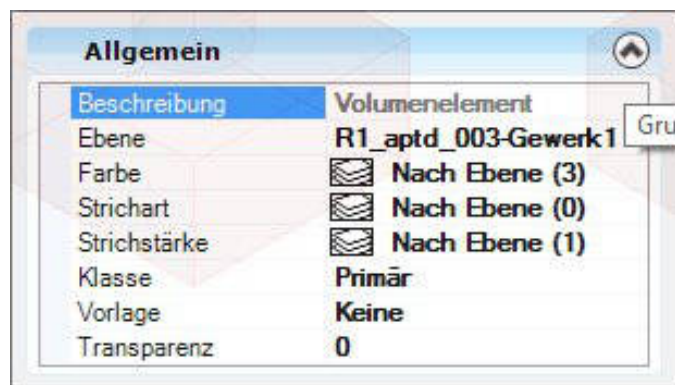 Allgemein
Beschreibung Volumenelement
Ebene R1_aptd_003-Gewerk1
Gru
Farbe Nach Ebene (3)
Strichart Nach Ebene (0)
Strichstärke Nach Ebene (1)
Klasse Primär
Vorlage Keine
Transparenz 0